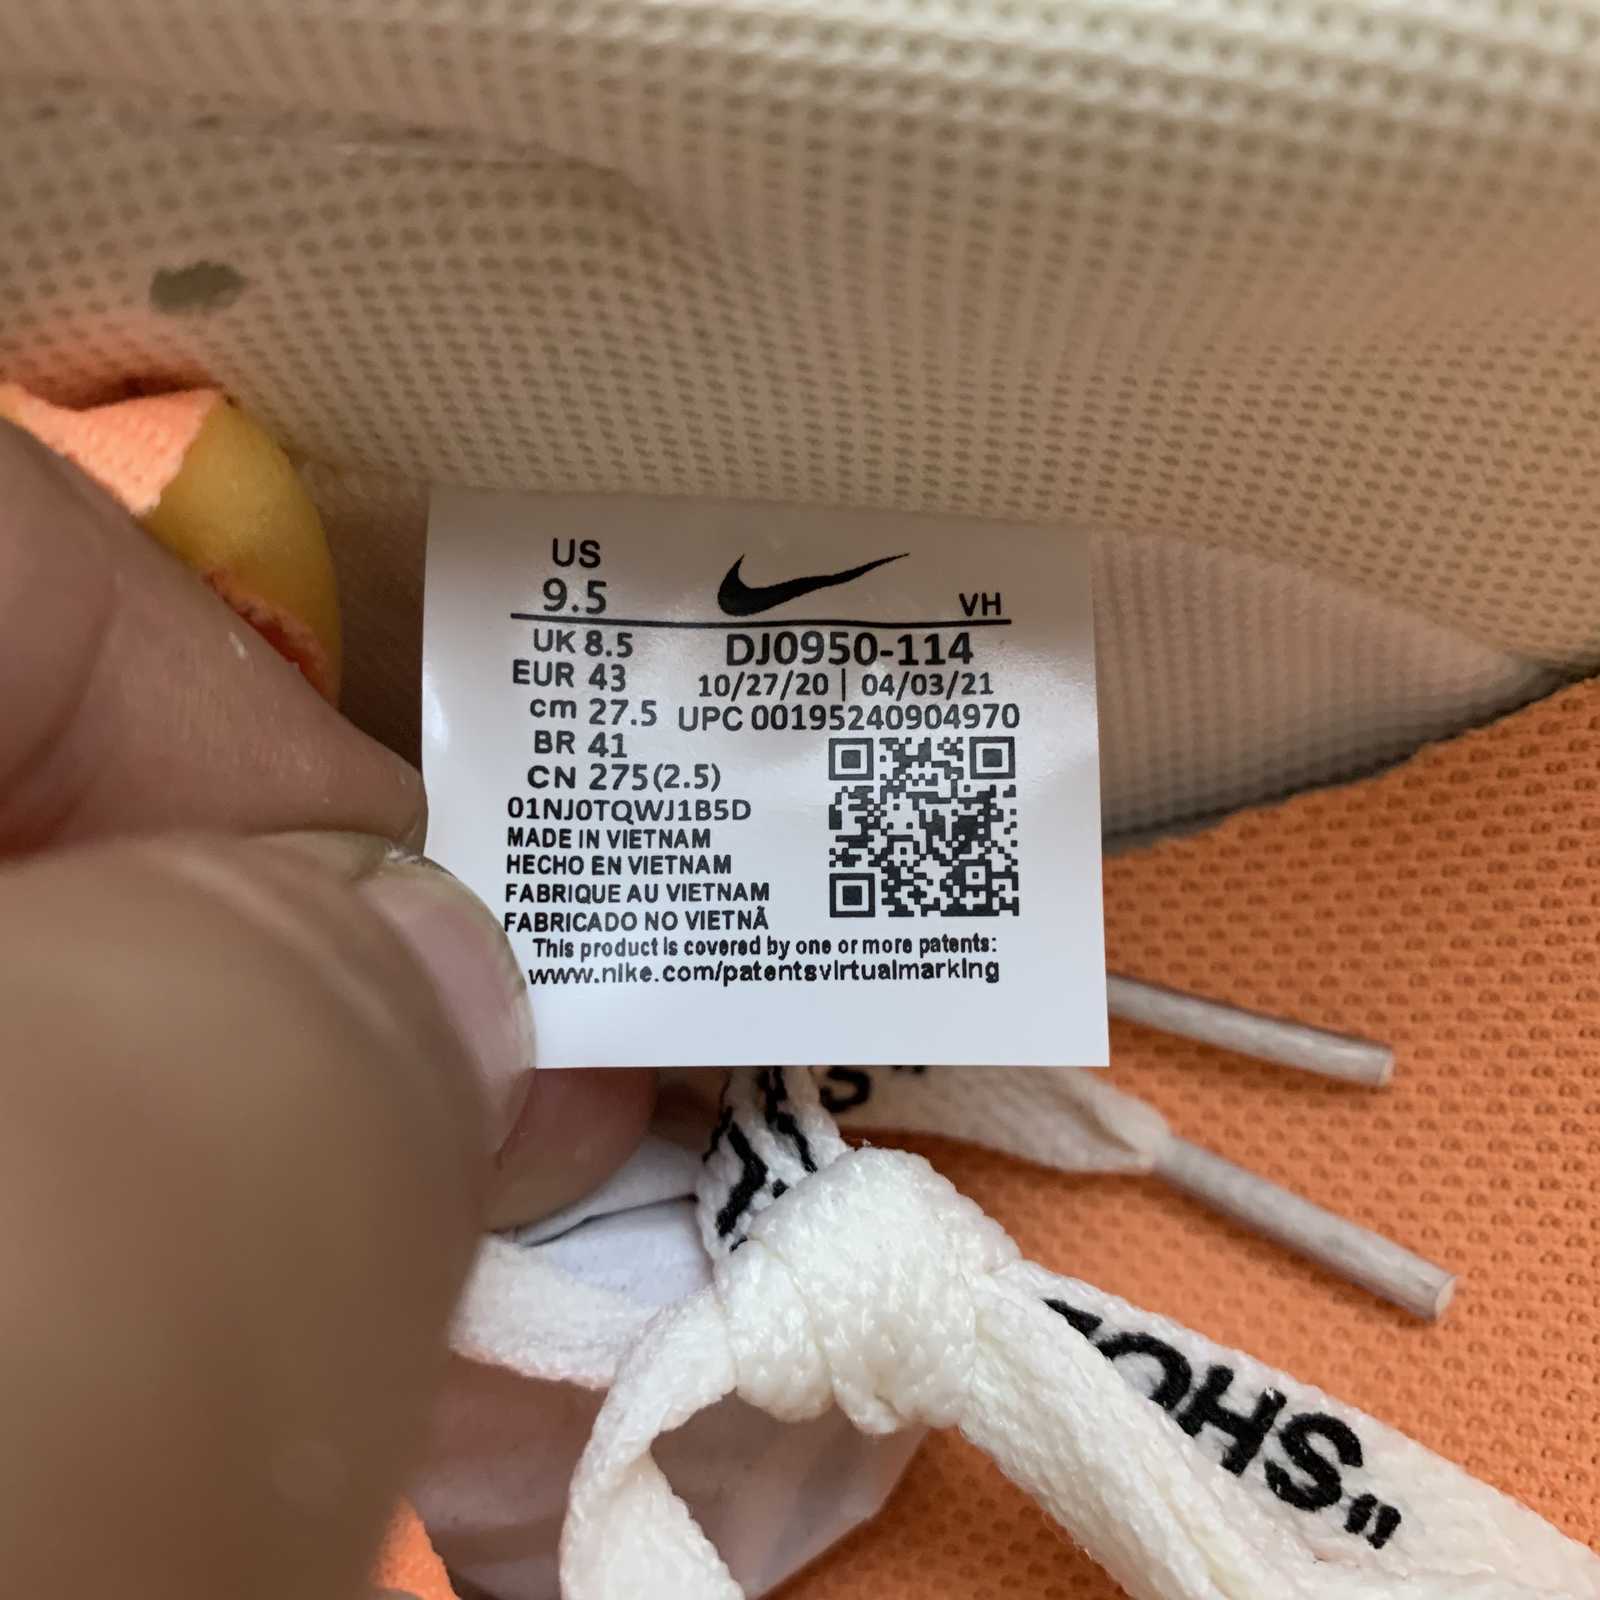 US
9.5
VH
UK 8.5
DJ0950-114
EUR 43
10/27/20 | 04/03/21
cm 27.5
UPC 00195240904970
BR 41
CN 275(2.5)
01NJ0TQWJ1B5D
MADE IN VIETNAM
HECHO EN VIETNAM
FABRIQUE AU VIETNAM
FABRICADO NO VIETNÃ
This product is covered by one or more patents:
www.nike.com/patentsvirtualmarking
S"
SHO
"